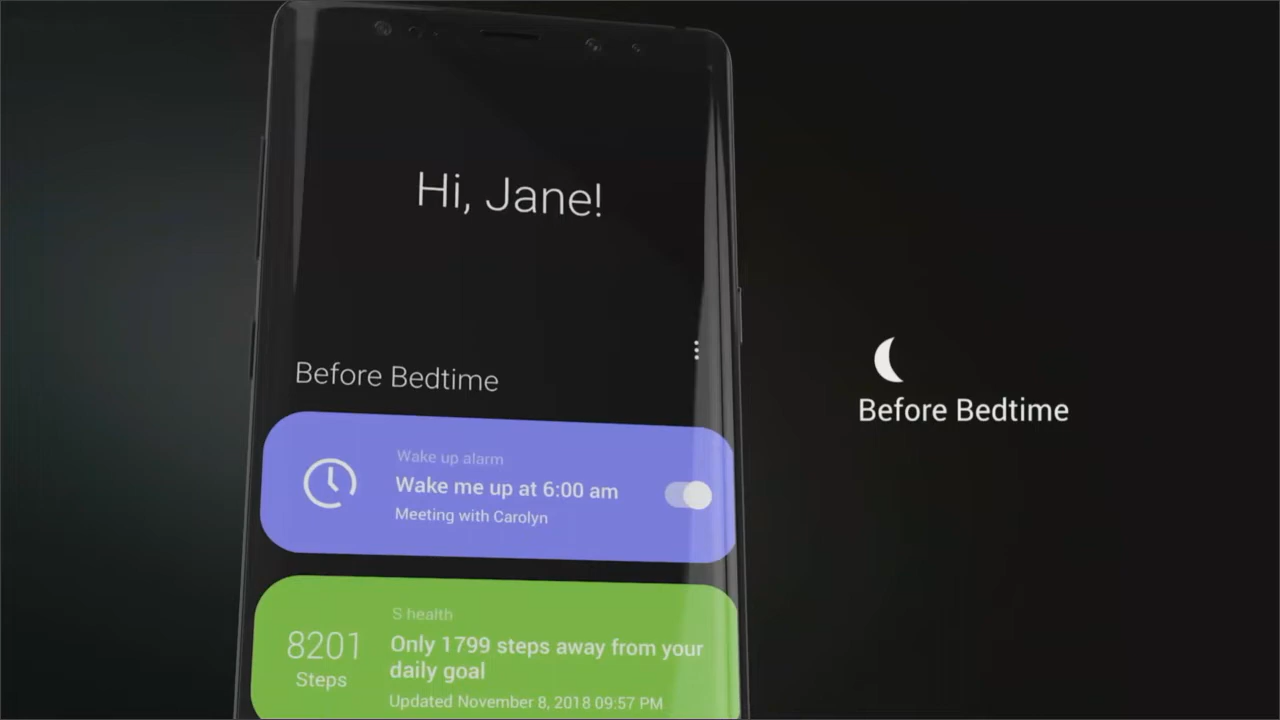 Hi, Jane!
Before Bedtime
Wake up alarm
Wake me up at 6:00 am
Meeting with Carolyn
S health
8201
Steps
Only 1799 steps away from your
daily goal
Updated November 8, 2018 09:57 PM
Before Bedtime